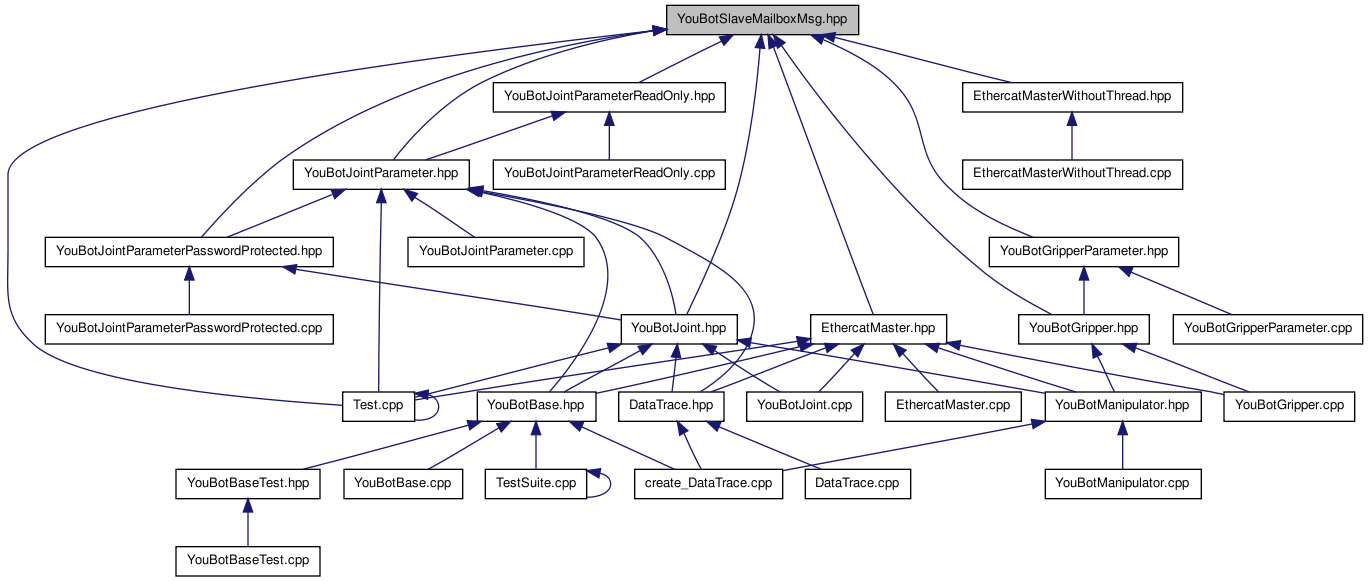 YouBotSlaveMailboxMsg.hpp
YouBotJointParameterReadOnly.hpp
EthercatMasterWithoutThread.hpp
YouBotJointParameter.hpp
YouBotJointParameterReadOnly.cpp
EthercatMasterWithoutThread.cpp
YouBotJointParameterPasswordProtected.hpp
YouBotJointParameter.cpp
YouBotGripperParameter.hpp
YouBotJointParameterPasswordProtected.cpp
YouBotJoint.hpp
EthercatMaster.hpp
YouBotGripper.hpp
YouBotGripperParameter.cpp
Test.cpp
YouBotBase.hpp
DataTrace.hpp
YouBotJoint.cpp
EthercatMaster.cpp
YouBotManipulator.hpp
YouBotGripper.cpp
YouBotBaseTest.hpp
YouBotBase.cpp
TestSuite.cpp
create_DataTrace.cpp
DataTrace.cpp
YouBotManipulator.cpp
YouBotBaseTest.cpp